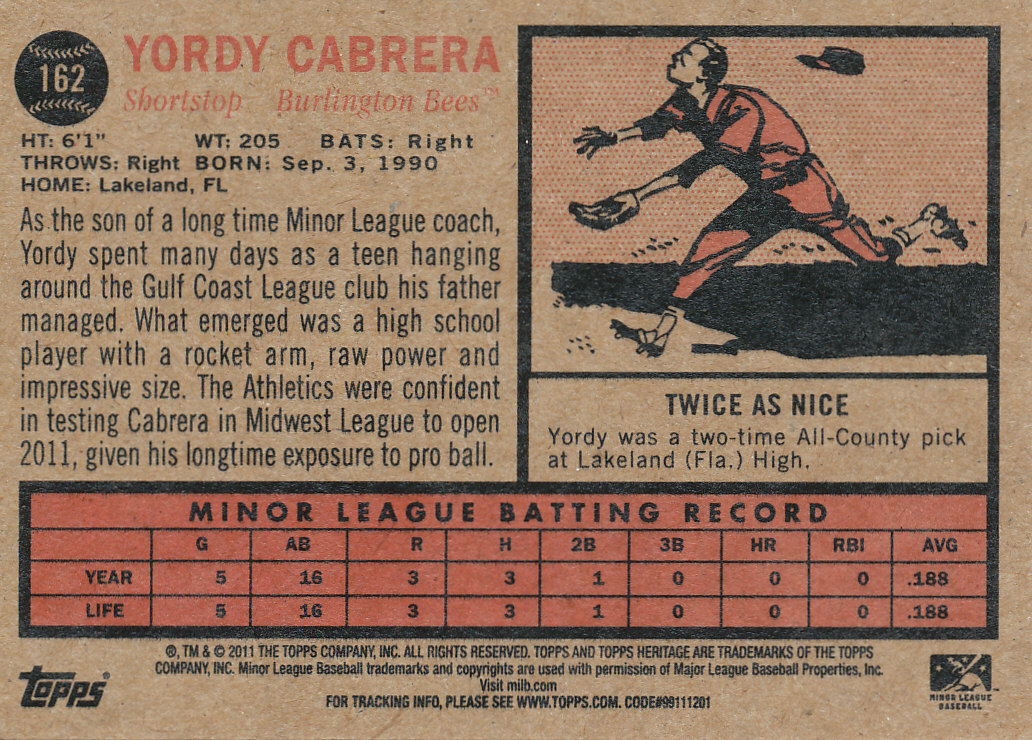 162
YORDY CABRERA
Shortstop Burlington Bees™
HT: 6'1" WT: 205 BATS: Right
THROWS: Right BORN: Sep. 3, 1990
HOME: Lakeland, FL
As the son of a long time Minor League coach,
Yordy spent many days as a teen hanging
around the Gulf Coast League club his father
managed. What emerged was a high school
player with a rocket arm, raw power and
impressive size. The Athletics were confident
in testing Cabrera in Midwest League to open
2011, given his longtime exposure to pro ball.
TWICE AS NICE
Yordy was a two-time All-County pick
at Lakeland (Fla.) High.
MINOR LEAGUE BATTING RECORD
G AB R H 2B 3B HR RBI AVG
YEAR 5 16 3 3 1 0 0 0 .188
LIFE 5 16 3 3 1 0 0 0 .188
®, TM & © 2011 THE TOPPS COMPANY, INC. ALL RIGHTS RESERVED. TOPPS AND TOPPS HERITAGE ARE TRADEMARKS OF THE TOPPS
COMPANY, INC. Minor League Baseball trademarks and copyrights are used with permission of Major League Baseball Properties, Inc.
Visit milb.com
FOR TRACKING INFO, PLEASE SEE WWW.TOPPS.COM. CODE#99111201
topps®
MINOR LEAGUE
BASEBALL